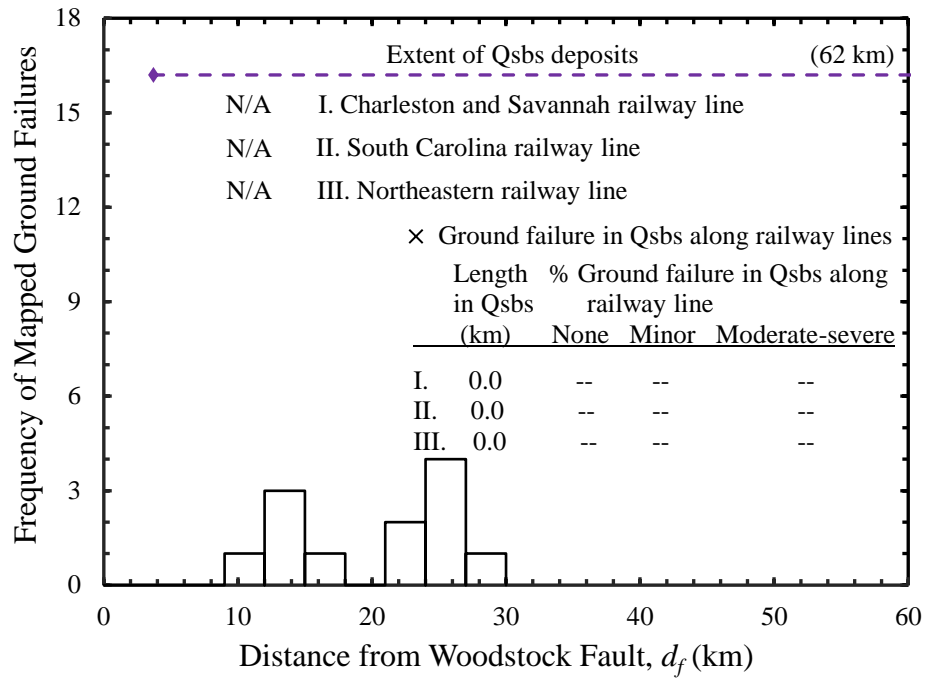 Frequency of Mapped Ground Failures
18
15
12
9
6
3
0
Extent of Qsbs deposits (62 km)
N/A I. Charleston and Savannah railway line
N/A II. South Carolina railway line
N/A III. Northeastern railway line
× Ground failure in Qsbs along railway lines
Length % Ground failure in Qsbs along
in Qsbs railway line
(km) None Minor Moderate-severe
I. 0.0 -- -- --
II. 0.0 -- -- --
III. 0.0 -- -- --
0 10 20 30 40 50 60
Distance from Woodstock Fault, d_f (km)